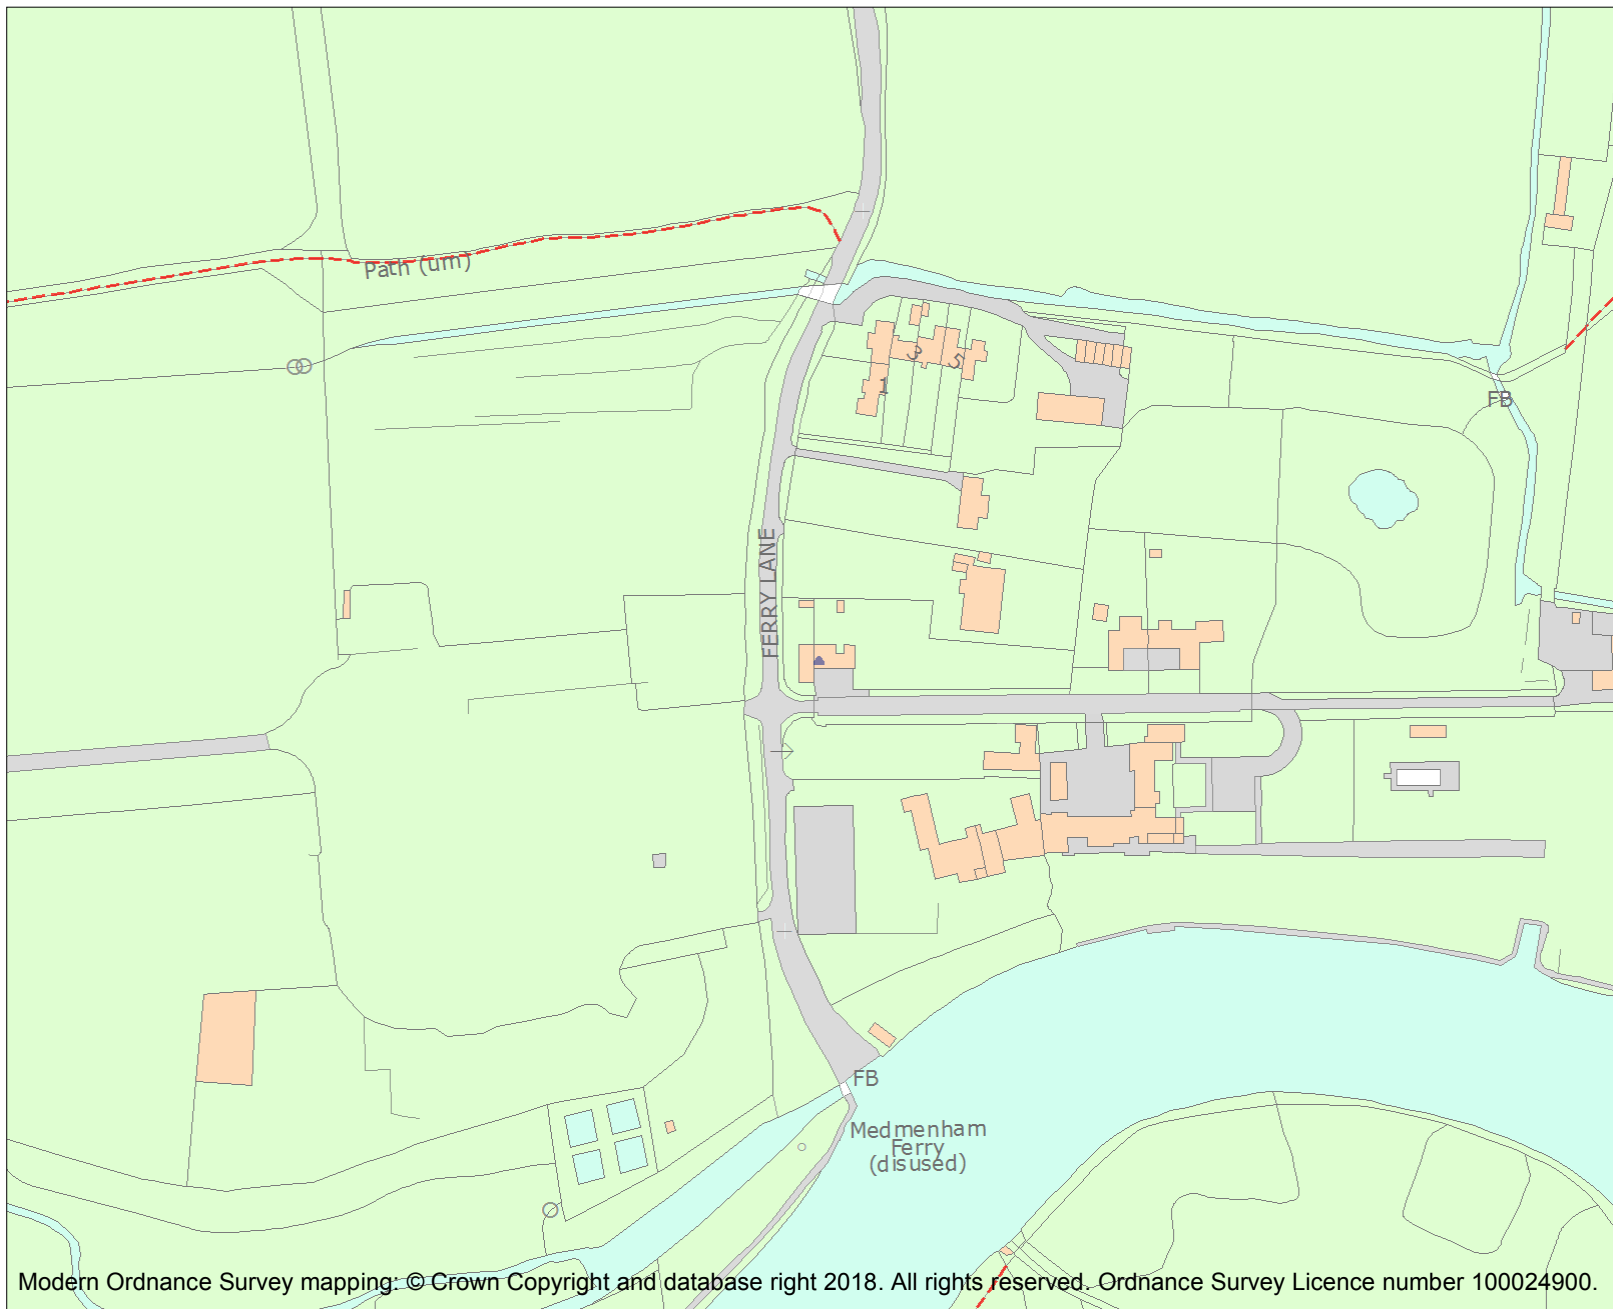 Path (um)
3
5
1
FB
FERRY LANE
FB
Medmenham
Ferry
(disused)
Modern Ordnance Survey mapping: © Crown Copyright and database right 2018. All rights reserved. Ordnance Survey Licence number 100024900.